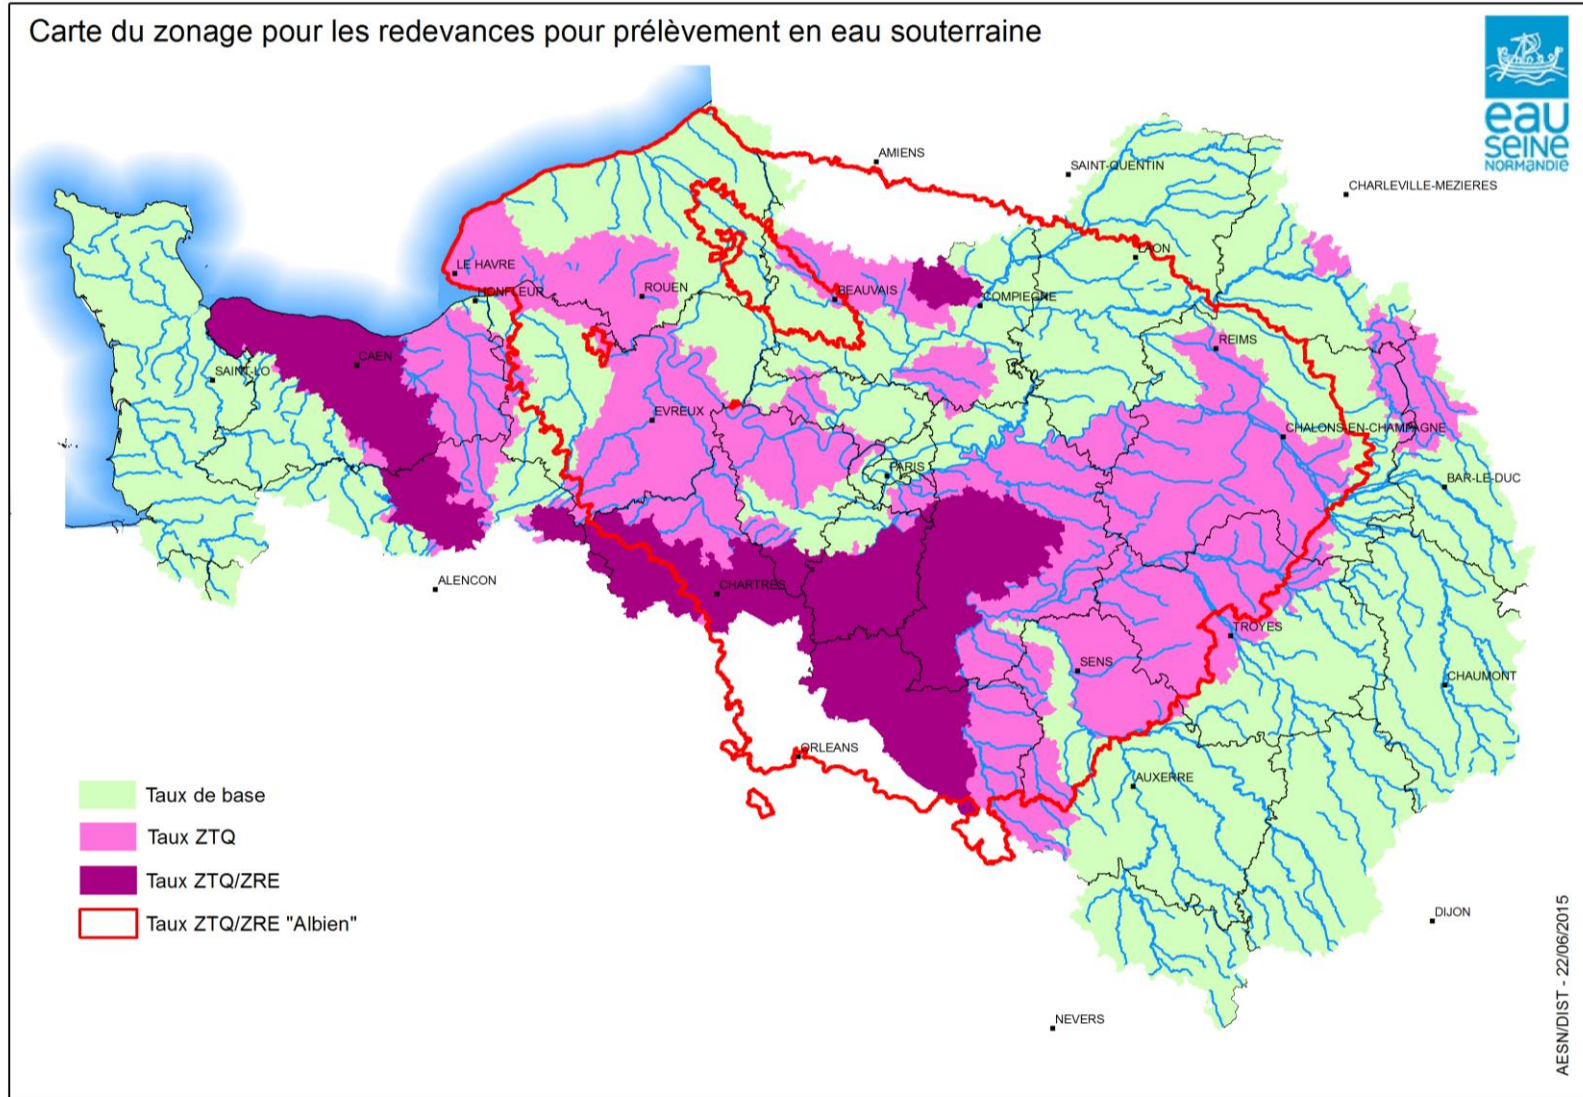 Carte du zonage pour les redevances pour prélèvement en eau souterraine
eau
SEINE
NORMANDIE
AMIENS
SAINT-QUENTIN
CHARLEVILLE-MEZIERES
LAON
LE HAVRE
HONFLEUR
ROUEN
BEAUVAIS
COMPIEGNE
REIMS
CAEN
SAINT-LO
EVREUX
CHALONS-EN-CHAMPAGNE
PARIS
BAR-LE-DUC
ALENCON
CHARTRES
TROYES
SENS
CHAUMONT
ORLEANS
AUXERRE
DIJON
NEVERS
Taux de base
Taux ZTQ
Taux ZTQ/ZRE
Taux ZTQ/ZRE "Albien"
AESN/DIST - 22/06/2015